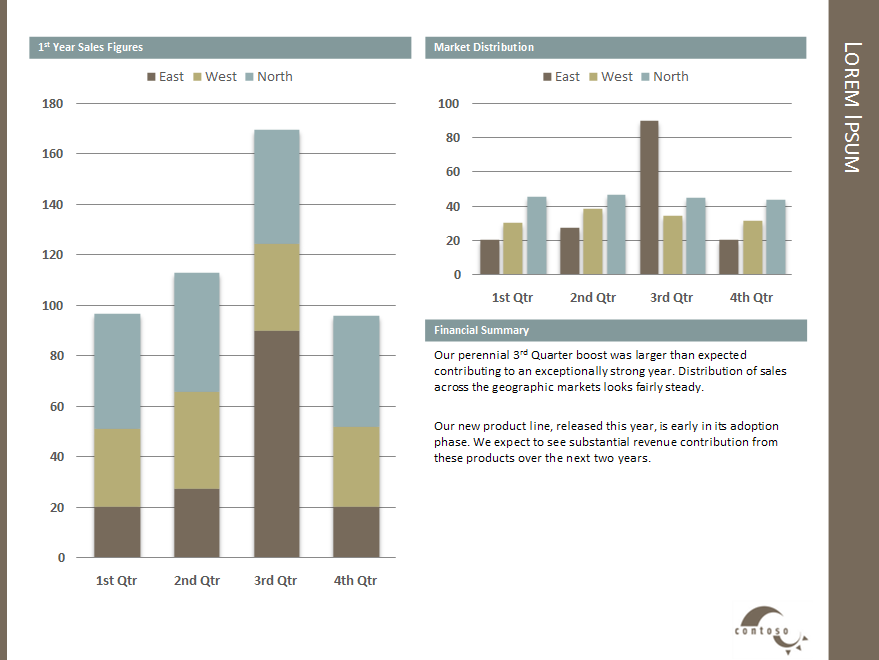 1st Year Sales Figures
East West North
180
160
140
120
100
80
60
40
20
0
1st Qtr 2nd Qtr 3rd Qtr 4th Qtr
Market Distribution
East West North
100
80
60
40
20
0
1st Qtr 2nd Qtr 3rd Qtr 4th Qtr
Financial Summary
Our perennial 3rd Quarter boost was larger than expected
contributing to an exceptionally strong year. Distribution of sales
across the geographic markets looks fairly steady.
Our new product line, released this year, is early in its adoption
phase. We expect to see substantial revenue contribution from
these products over the next two years.
LOREM IPSUM
contoso